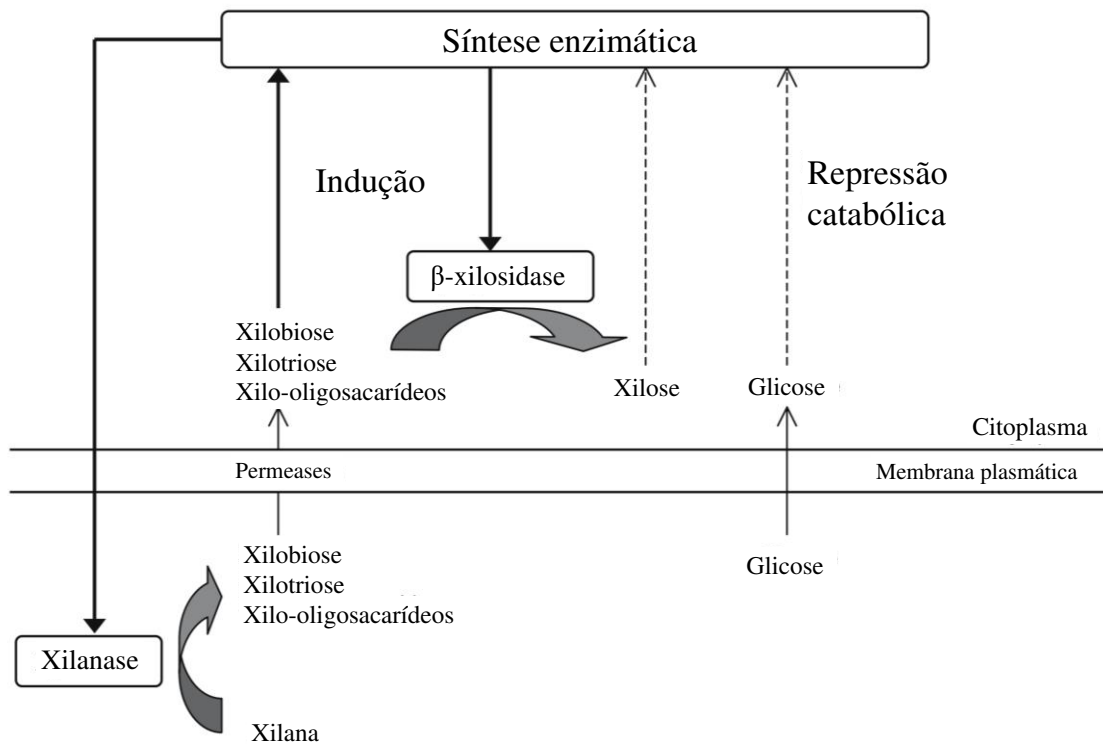 Síntese enzimática
Indução
Repressão
catabólica
β-xilosidase
Xilobiose
Xilotriose
Xilo-oligosacarídeos
Xilose
Glicose
Citoplasma
Permeases
Membrana plasmática
Xilobiose
Xilotriose
Xilo-oligosacarídeos
Glicose
Xilanase
Xilana